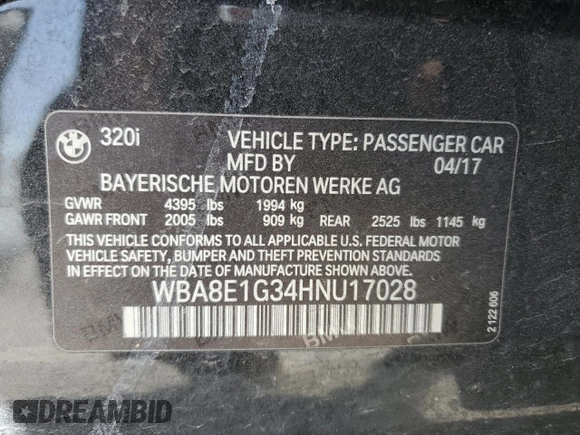 BMW
320i
VEHICLE TYPE: PASSENGER CAR
MFD BY 04/17
BAYERISCHE MOTOREN WERKE AG
GVWR 4395 lbs 1994 kg
GAWR FRONT 2005 lbs 909 kg REAR 2525 lbs 1145 kg
THIS VEHICLE CONFORMS TO ALL APPLICABLE U.S. FEDERAL MOTOR
VEHICLE SAFETY, BUMPER AND THEFT PREVENTION STANDARDS
IN EFFECT ON THE DATE OF MANUFACTURE SHOWN ABOVE.
WBA8E1G34HNU17028
2 122 606
DREAMBID